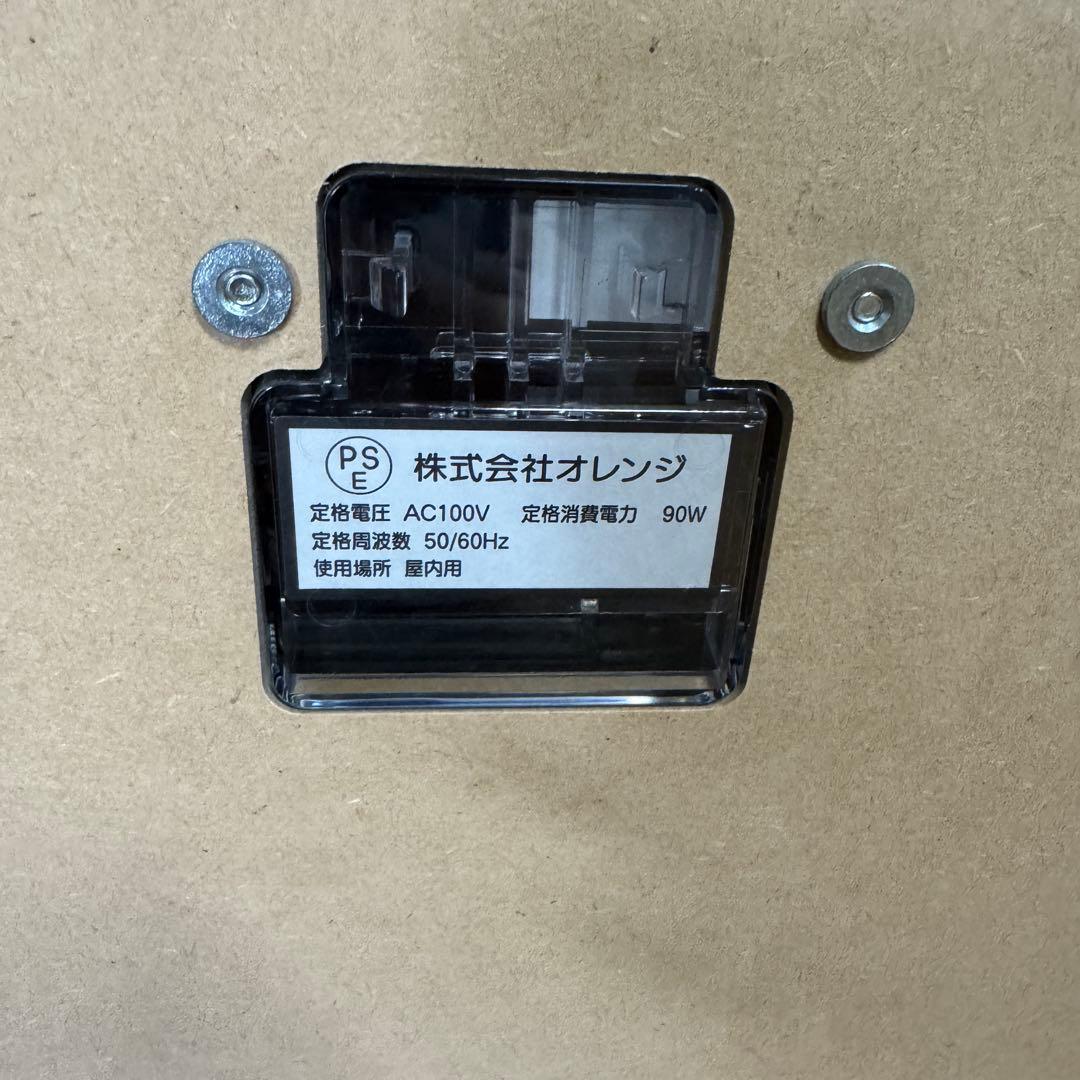 PSE 株式会社オレンジ
定格電圧 AC100V 定格消費電力 90W
定格周波数 50/60Hz
使用場所 屋内用